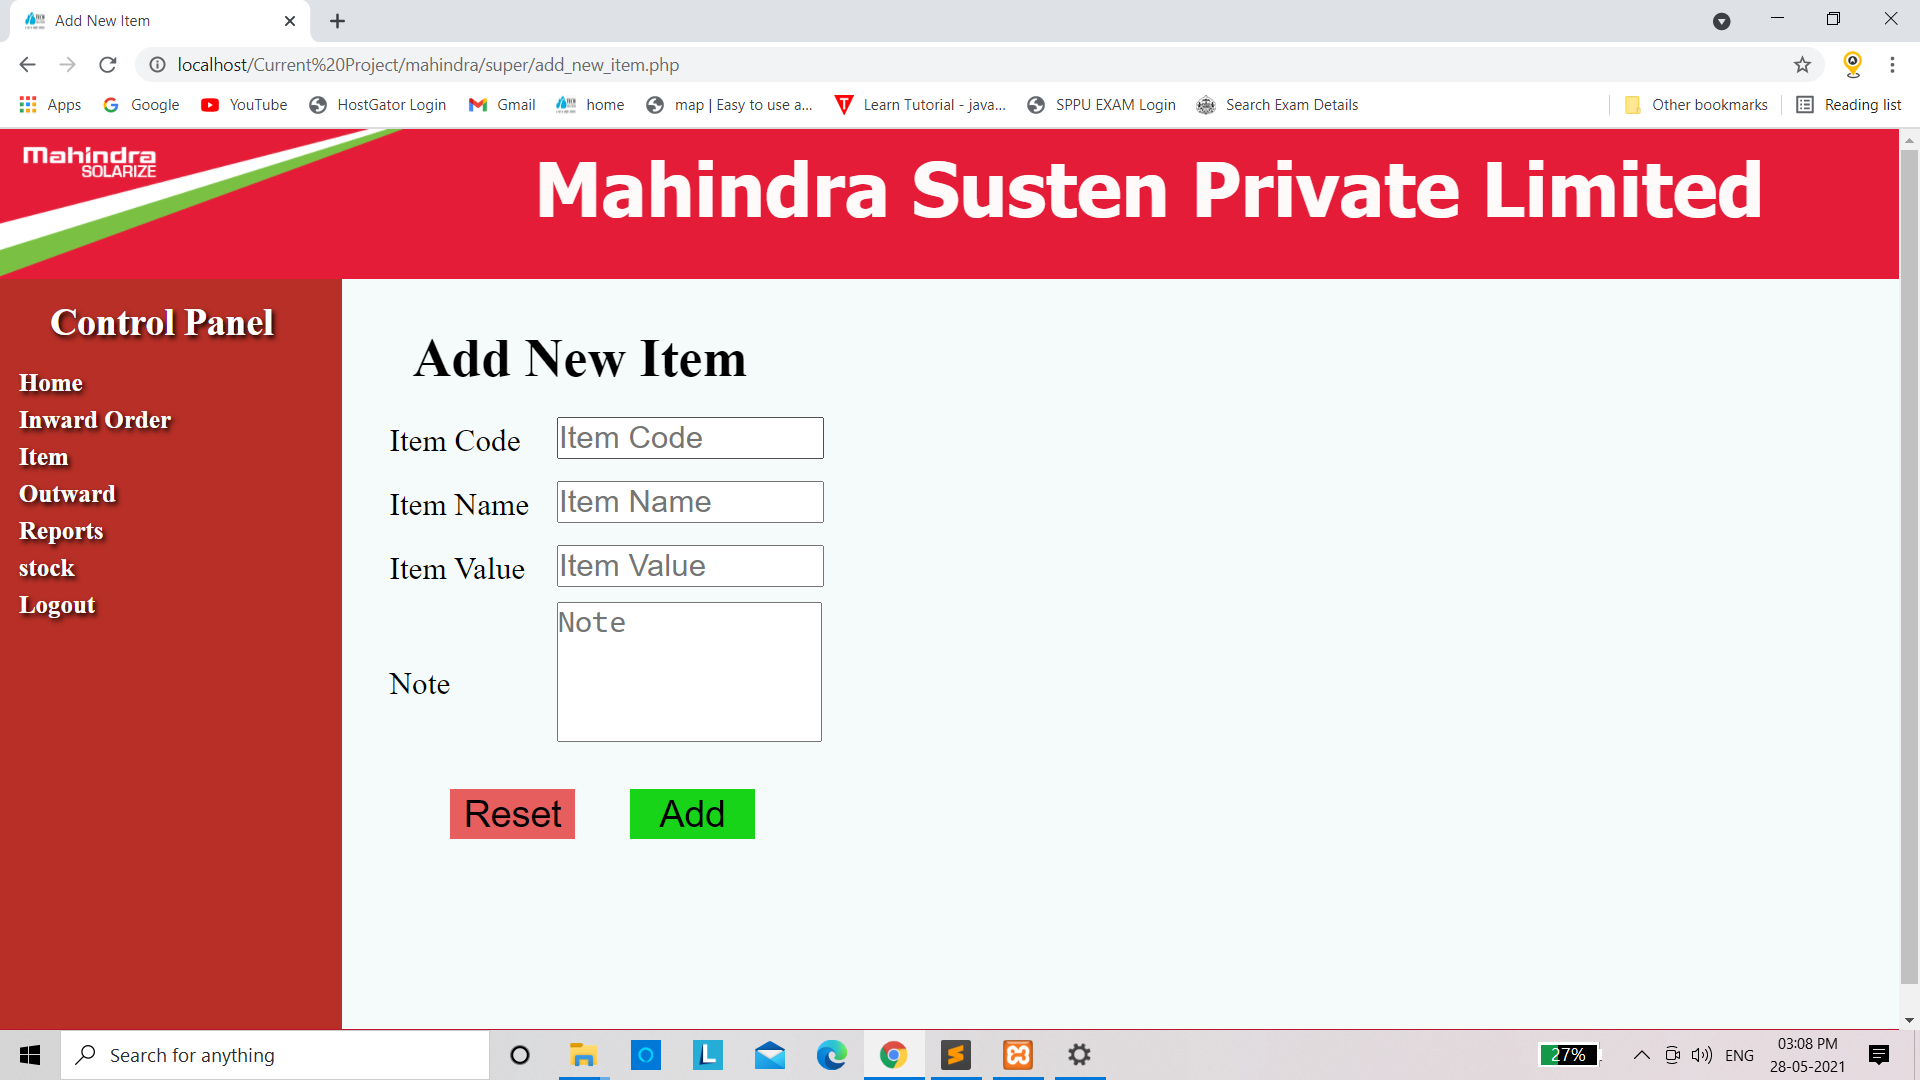 Add New Item
localhost/Current%20Project/mahindra/super/add_new_item.php
Apps Google YouTube HostGator Login Gmail home map | Easy to use a... Learn Tutorial - java... SPPU EXAM Login Search Exam Details Other bookmarks Reading list
Mahindra
SOLARIZE
Mahindra Susten Private Limited
Control Panel
Home
Inward Order
Item
Outward
Reports
stock
Logout
Add New Item
Item Code Item Code
Item Name Item Name
Item Value Item Value
Note
Note
Reset Add
Search for anything
27%
ENG
03:08 PM
28-05-2021